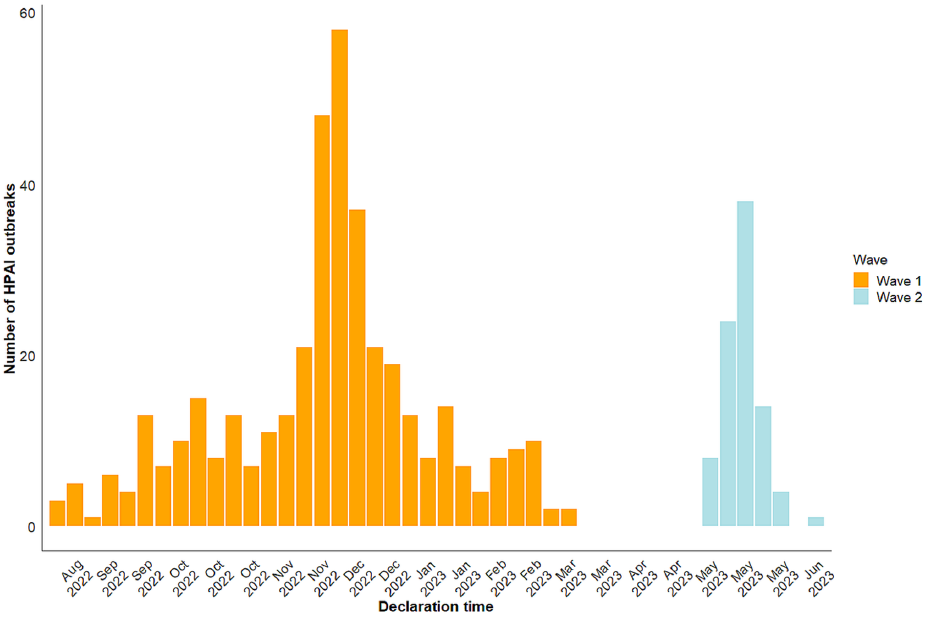 60
40
20
0
Number of HPAI outbreaks
Aug
2022
Sep
2022
Sep
2022
Oct
2022
Oct
2022
Oct
2022
Nov
2022
Nov
2022
Dec
2022
Dec
2022
Jan
2023
Jan
2023
Feb
2023
Feb
2023
Mar
2023
Mar
2023
Apr
2023
Apr
2023
May
2023
May
2023
May
2023
Jun
2023
Declaration time
Wave
Wave 1
Wave 2